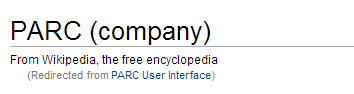 PARC (company)
From Wikipedia, the free encyclopedia
(Redirected from PARC User Interface)